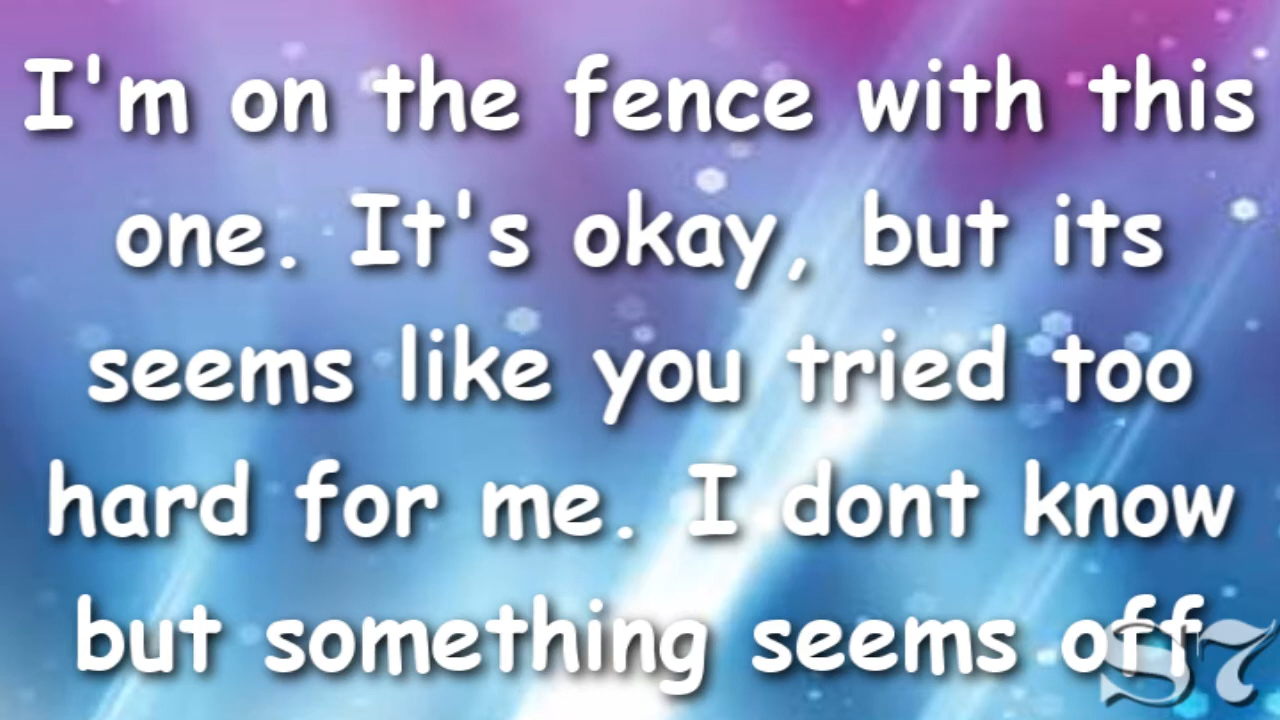 I'm on the fence with this
one. It's okay, but its
seems like you tried too
hard for me. I dont know
but something seems off
S7